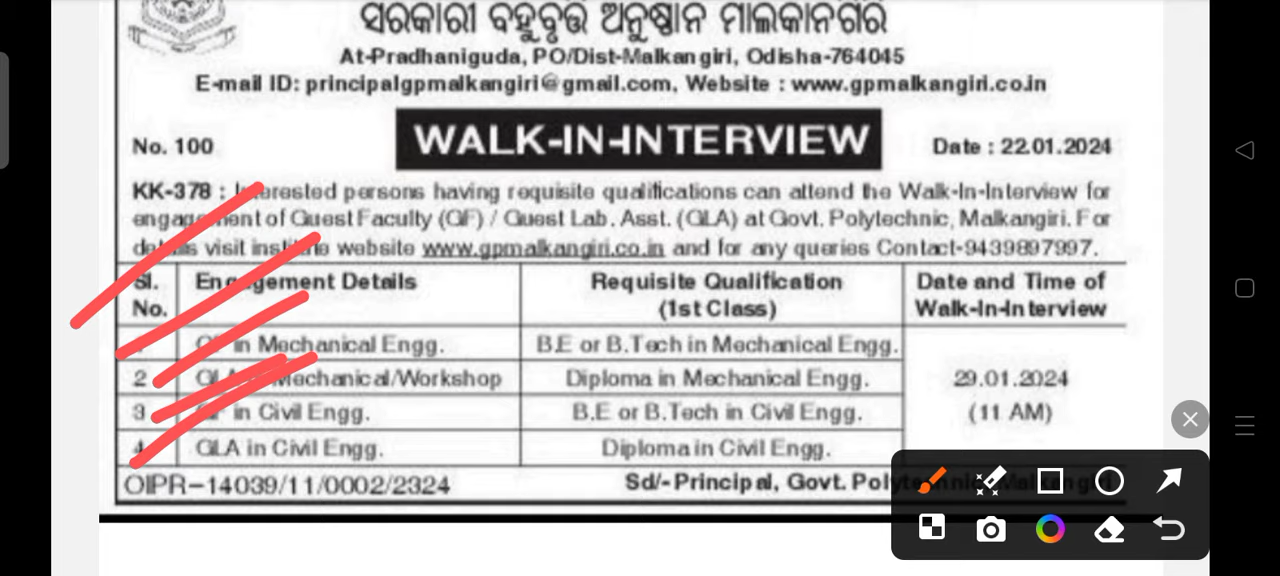 ସରକାରୀ ବହୁବୃତ୍ତି ଅନୁଷ୍ଠାନ ମାଲକାନଗିରି
At-Pradhaniguda, PO/Dist-Malkangiri, Odisha-764045
E-mail ID: principalgpmalkangiri@gmail.com, Website : www.gpmalkangiri.co.in
No. 100 WALK-IN-INTERVIEW Date : 22.01.2024
KK-378 : Interested persons having requisite qualifications can attend the Walk-In-Interview for
engagement of Guest Faculty (GF) / Guest Lab. Asst. (GLA) at Govt. Polytechnic, Malkangiri. For
details visit institute website www.gpmalkangiri.co.in and for any queries Contact-9439897997.
Sl. No. Engagement Details Requisite Qualification (1st Class) Date and Time of Walk-In-Interview
in Mechanical Engg. B.E or B.Tech in Mechanical Engg.
2 Mechanical/Workshop Diploma in Mechanical Engg. 29.01.2024
3 in Civil Engg. B.E or B.Tech in Civil Engg. (11 AM)
4 GLA in Civil Engg. Diploma in Civil Engg.
OIPR-14039/11/0002/2324 Sd/- Principal, Govt. Polytechnic, Malkangiri